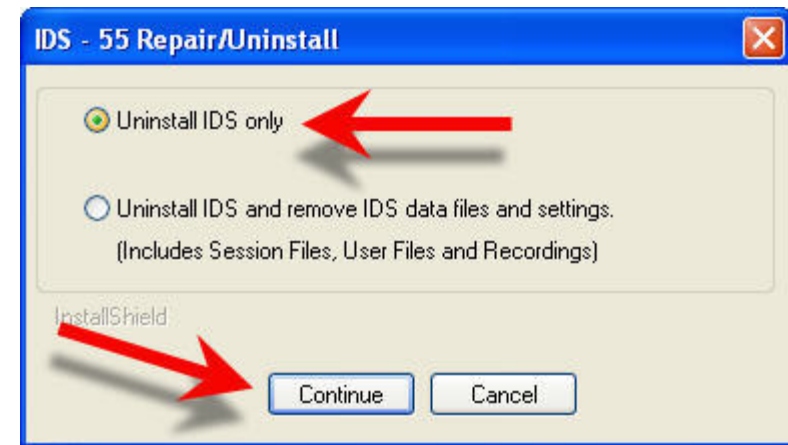 IDS - 55 Repair/Uninstall
Uninstall IDS only
Uninstall IDS and remove IDS data files and settings.
(Includes Session Files, User Files and Recordings)
InstallShield
Continue
Cancel